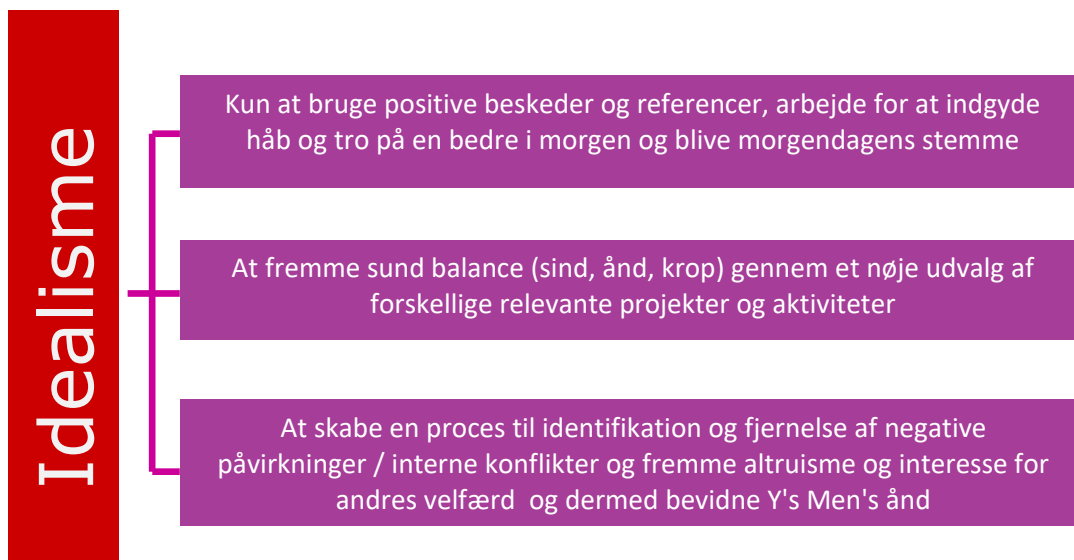 Idealisme
Kun at bruge positive beskeder og referencer, arbejde for at indgyde
håb og tro på en bedre i morgen og blive morgendagens stemme
At fremme sund balance (sind, ånd, krop) gennem et nøje udvalg af
forskellige relevante projekter og aktiviteter
At skabe en proces til identifikation og fjernelse af negative
påvirkninger / interne konflikter og fremme altruisme og interesse for
andres velfærd  og dermed bevidne Y's Men's ånd